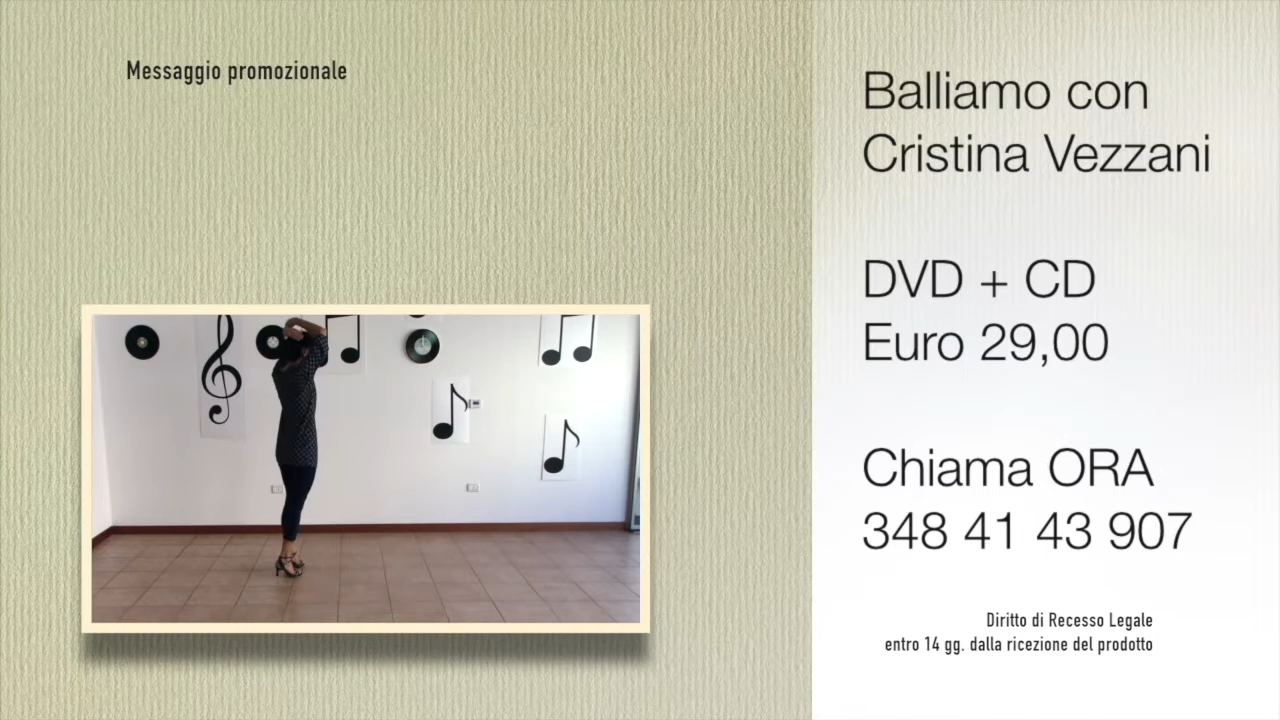 Messaggio promozionale
Balliamo con
Cristina Vezzani
DVD + CD
Euro 29,00
Chiama ORA
348 41 43 907
Diritto di Recesso Legale
entro 14 gg. dalla ricezione del prodotto